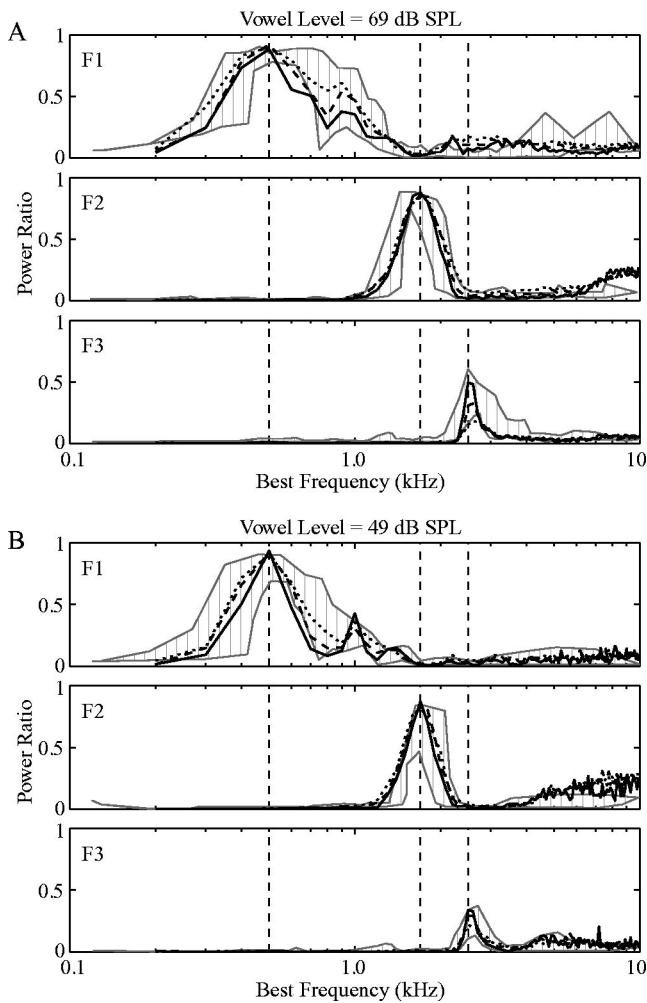 A
Vowel Level = 69 dB SPL
F1
1
0.5
0
F2
1
0.5
0
Power Ratio
F3
1
0.5
0
0.1 1.0 10
Best Frequency (kHz)
B
Vowel Level = 49 dB SPL
F1
1
0.5
0
F2
1
0.5
0
Power Ratio
F3
1
0.5
0
0.1 1.0 10
Best Frequency (kHz)